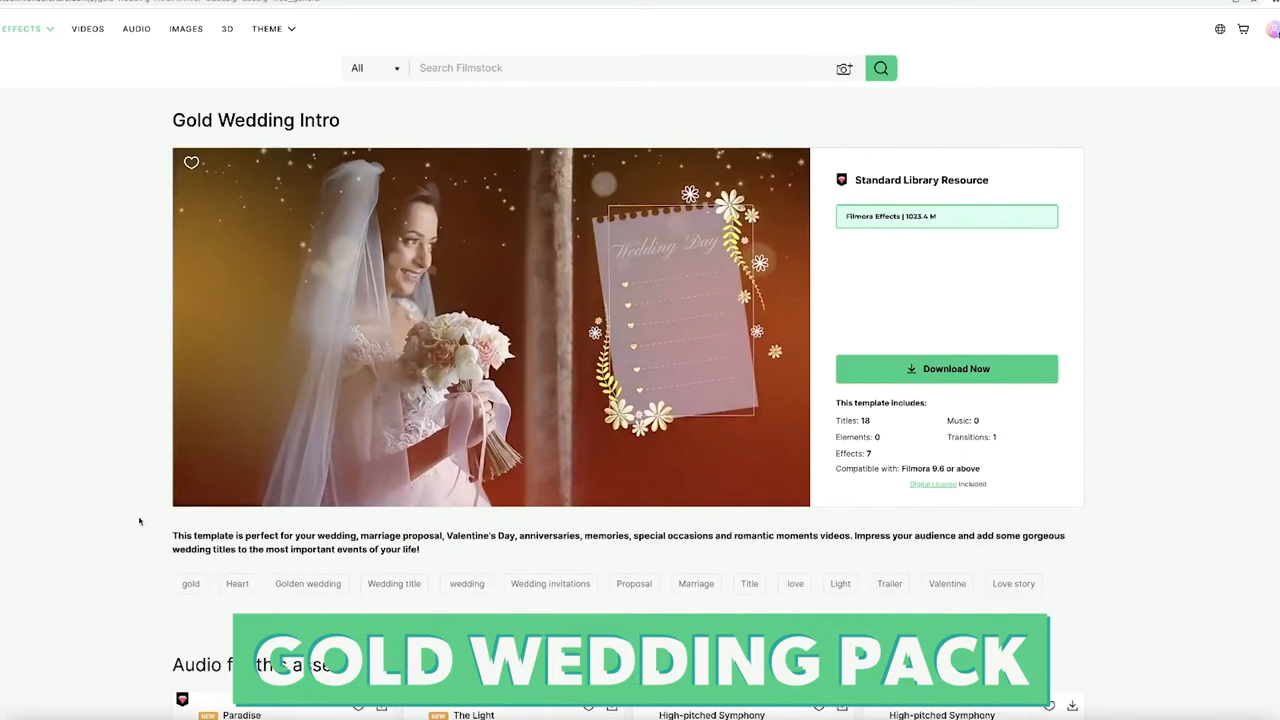 EFFECTS VIDEOS AUDIO IMAGES 3D THEME
All Search Filmstock
Gold Wedding Intro
Wedding Day
Standard Library Resource
Filmora Effects | 1023.4 M
Download Now
This template includes:
Titles: 18 Music: 0
Elements: 0 Transitions: 1
Effects: 7
Compatible with: Filmora 9.6 or above
Digital License Included
This template is perfect for your wedding, marriage proposal, Valentine's Day, anniversaries, memories, special occasions and romantic moments videos. Impress your audience and add some gorgeous
wedding titles to the most important events of your life!
gold Heart Golden wedding Wedding title wedding Wedding invitations Proposal Marriage Title love Light Trailer Valentine Love story
GOLD WEDDING PACK
Audio
NEW Paradise NEW The Light High-pitched Symphony High-pitched Symphony